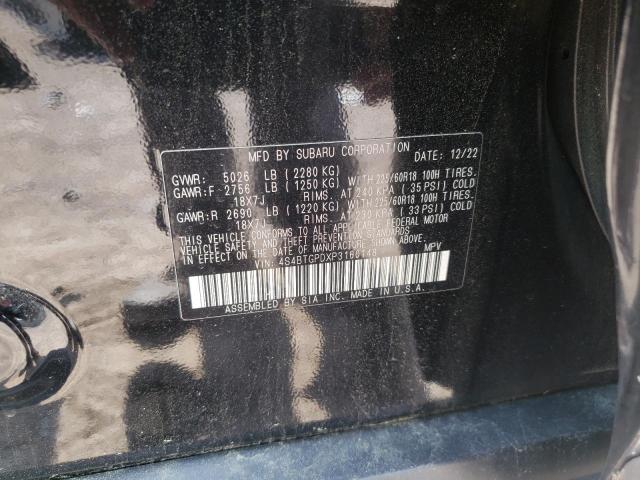 MFD BY SUBARU CORPORATION DATE: 12/22
GVWR: 5026 LB (2280 KG)
GAWR:F 2756 LB (1250 KG) WITH 225/60R18 100H TIRES.
18X7J RIMS. AT 240 KPA (35 PSI) COLD
GAWR:R 2690 LB (1220 KG) WITH 225/60R18 100H TIRES.
18X7J RIMS. AT 230 KPA (33 PSI) COLD
THIS VEHICLE CONFORMS TO ALL APPLICABLE FEDERAL MOTOR
VEHICLE SAFETY AND THEFT PREVENTION STANDARDS
IN EFFECT ON THE DATE OF MANUFACTURE SHOWN ABOVE.
VIN: MPV
ASSEMBLED BY SIA INC. MADE IN U.S.A.